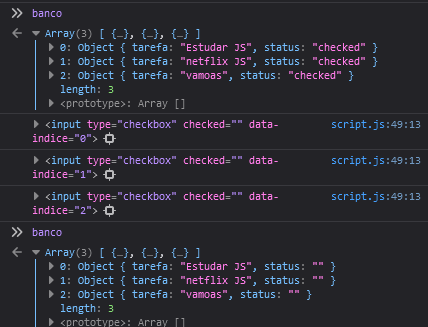 banco
Array(3) [ {…}, {…}, {…} ]
0: Object { tarefa: "Estudar JS", status: "checked" }
1: Object { tarefa: "netflix JS", status: "checked" }
2: Object { tarefa: "vamoas", status: "checked" }
length: 3
<prototype>: Array []
<input type="checkbox" checked="" data- script.js:49:13
indice="0">
<input type="checkbox" checked="" data- script.js:49:13
indice="1">
<input type="checkbox" checked="" data- script.js:49:13
indice="2">
banco
Array(3) [ {…}, {…}, {…} ]
0: Object { tarefa: "Estudar JS", status: "" }
1: Object { tarefa: "netflix JS", status: "" }
2: Object { tarefa: "vamoas", status: "" }
length: 3
<prototype>: Array []